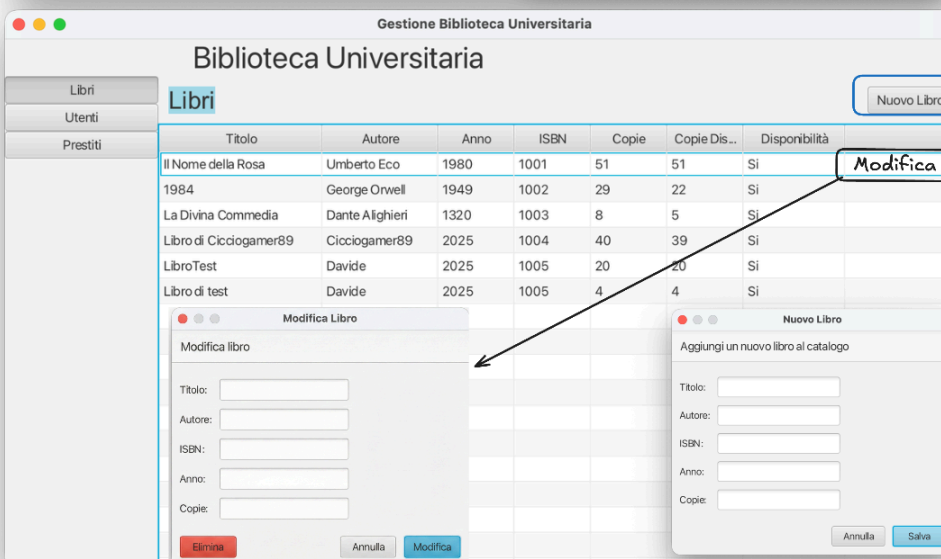 Gestione Biblioteca Universitaria
Biblioteca Universitaria
Libri
Utenti
Prestiti
Libri
Nuovo Libro
Titolo Autore Anno ISBN Copie Copie Dis... Disponibilità
Il Nome della Rosa Umberto Eco 1980 1001 51 51 Si
Modifica
1984 George Orwell 1949 1002 29 22 Si
La Divina Commedia Dante Alighieri 1320 1003 8 5 Si
Libro di Cicciogamer89 Cicciogamer89 2025 1004 40 39 Si
LibroTest Davide 2025 1005 20 20 Si
Libro di test Davide 2025 1005 4 4 Si
Modifica Libro
Modifica libro
Titolo:
Autore:
ISBN:
Anno:
Copie:
Elimina Annulla Modifica
Nuovo Libro
Aggiungi un nuovo libro al catalogo
Titolo:
Autore:
ISBN:
Anno:
Copie:
Annulla Salva